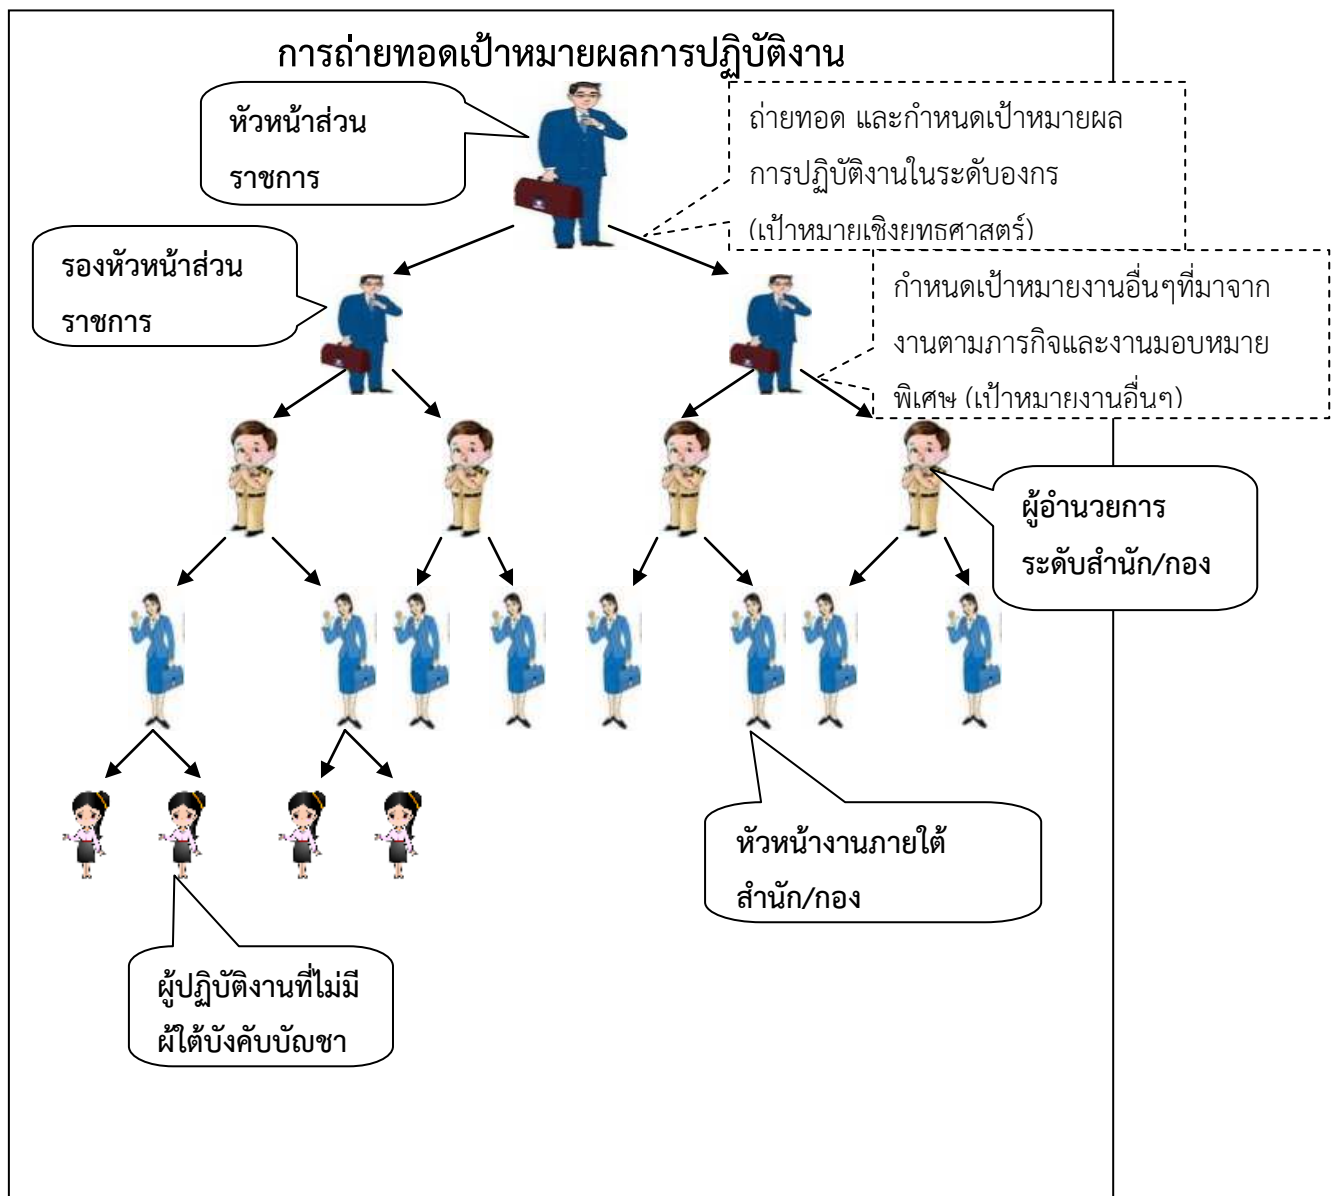 การถ่ายทอดเป้าหมายผลการปฏิบัติงาน
หัวหน้าส่วน
ราชการ
ถ่ายทอด และกำหนดเป้าหมายผล
การปฏิบัติงานในระดับองกร
(เป้าหมายเชิงยุทธศาสตร์)
รองหัวหน้าส่วน
ราชการ
กำหนดเป้าหมายงานอื่นๆที่มาจาก
งานตามภารกิจและงานมอบหมาย
พิเศษ (เป้าหมายงานอื่นๆ)
ผู้อำนวยการ
ระดับสำนัก/กอง
หัวหน้างานภายใต้
สำนัก/กอง
ผู้ปฏิบัติงานที่ไม่มี
ผู้ใต้บังคับบัญชา